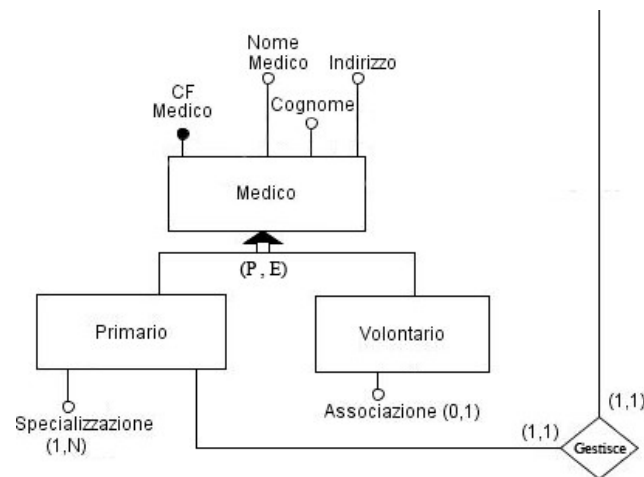 Nome
Medico
Indirizzo
CF
Medico
Cognome
Medico
(P , E)
Primario
Volontario
Specializzazione
(1,N)
Associazione (0,1)
(1,1)
(1,1)
Gestisce